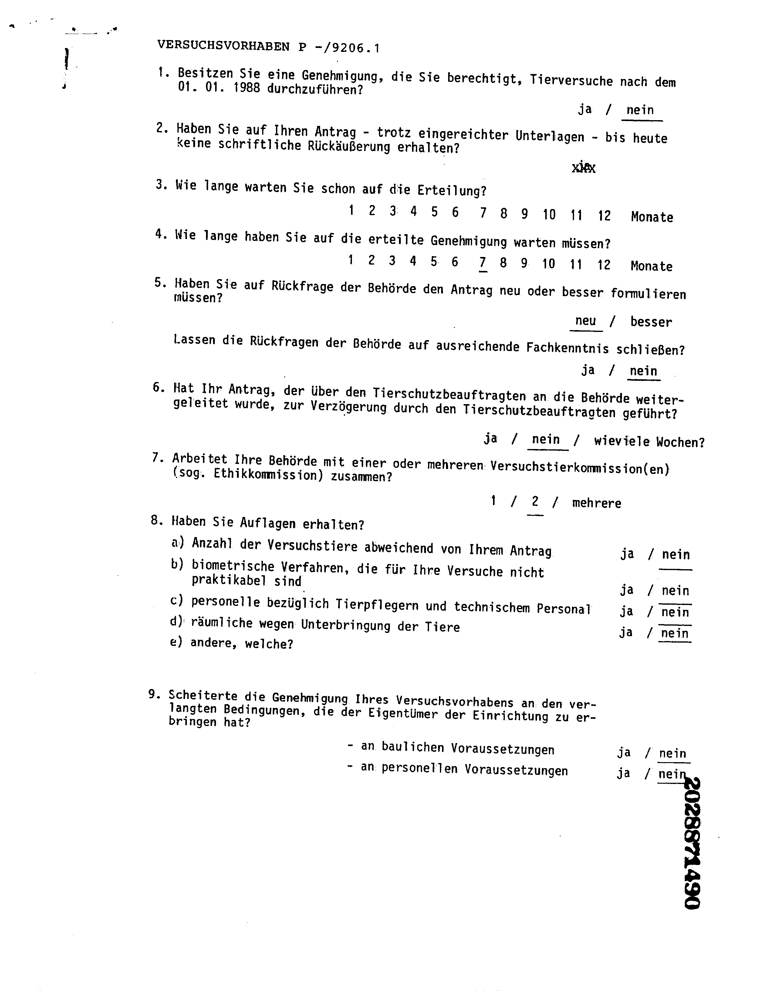 VERSUCHSVORHABEN P -/9206.1
1. Besitzen Sie eine Genehmigung, die Sie berechtigt, Tierversuche nach dem
01. 01. 1988 durchzuführen?
ja / nein
2. Haben Sie auf Ihren Antrag - trotz eingereichter Unterlagen - bis heute
keine schriftliche Rückäußerung erhalten?
3. Wie lange warten Sie schon auf die Erteilung?
1 2 3 4 5 6 7 8 9 10 11 12 Monate
4. Wie lange haben Sie auf die erteilte Genehmigung warten müssen?
1 2 3 4 5 6 7 8 9 10 11 12 Monate
5. Haben Sie auf Rückfrage der Behörde den Antrag neu oder besser formulieren
müssen?
neu / besser
Lassen die Rückfragen der Behörde auf ausreichende Fachkenntnis schließen?
ja / nein
6. Hat Ihr Antrag, der über den Tierschutzbeauftragten an die Behörde weiter-
geleitet wurde, zur Verzögerung durch den Tierschutzbeauftragten geführt?
ja / nein / wieviele Wochen?
7. Arbeitet Ihre Behörde mit einer oder mehreren Versuchstierkommission(en)
(sog. Ethikkommission) zusammen?
1 / 2 / mehrere
8. Haben Sie Auflagen erhalten?
a) Anzahl der Versuchstiere abweichend von Ihrem Antrag ja / nein
b) biometrische Verfahren, die für Ihre Versuche nicht
praktikabel sind ja / nein
c) personelle bezüglich Tierpflegern und technischem Personal ja / nein
d) räumliche wegen Unterbringung der Tiere ja / nein
e) andere, welche?
9. Scheiterte die Genehmigung Ihres Versuchsvorhabens an den ver-
langten Bedingungen, die der Eigentümer der Einrichtung zu er-
bringen hat?
- an baulichen Voraussetzungen ja / nein
- an personellen Voraussetzungen ja / nein
2028871490